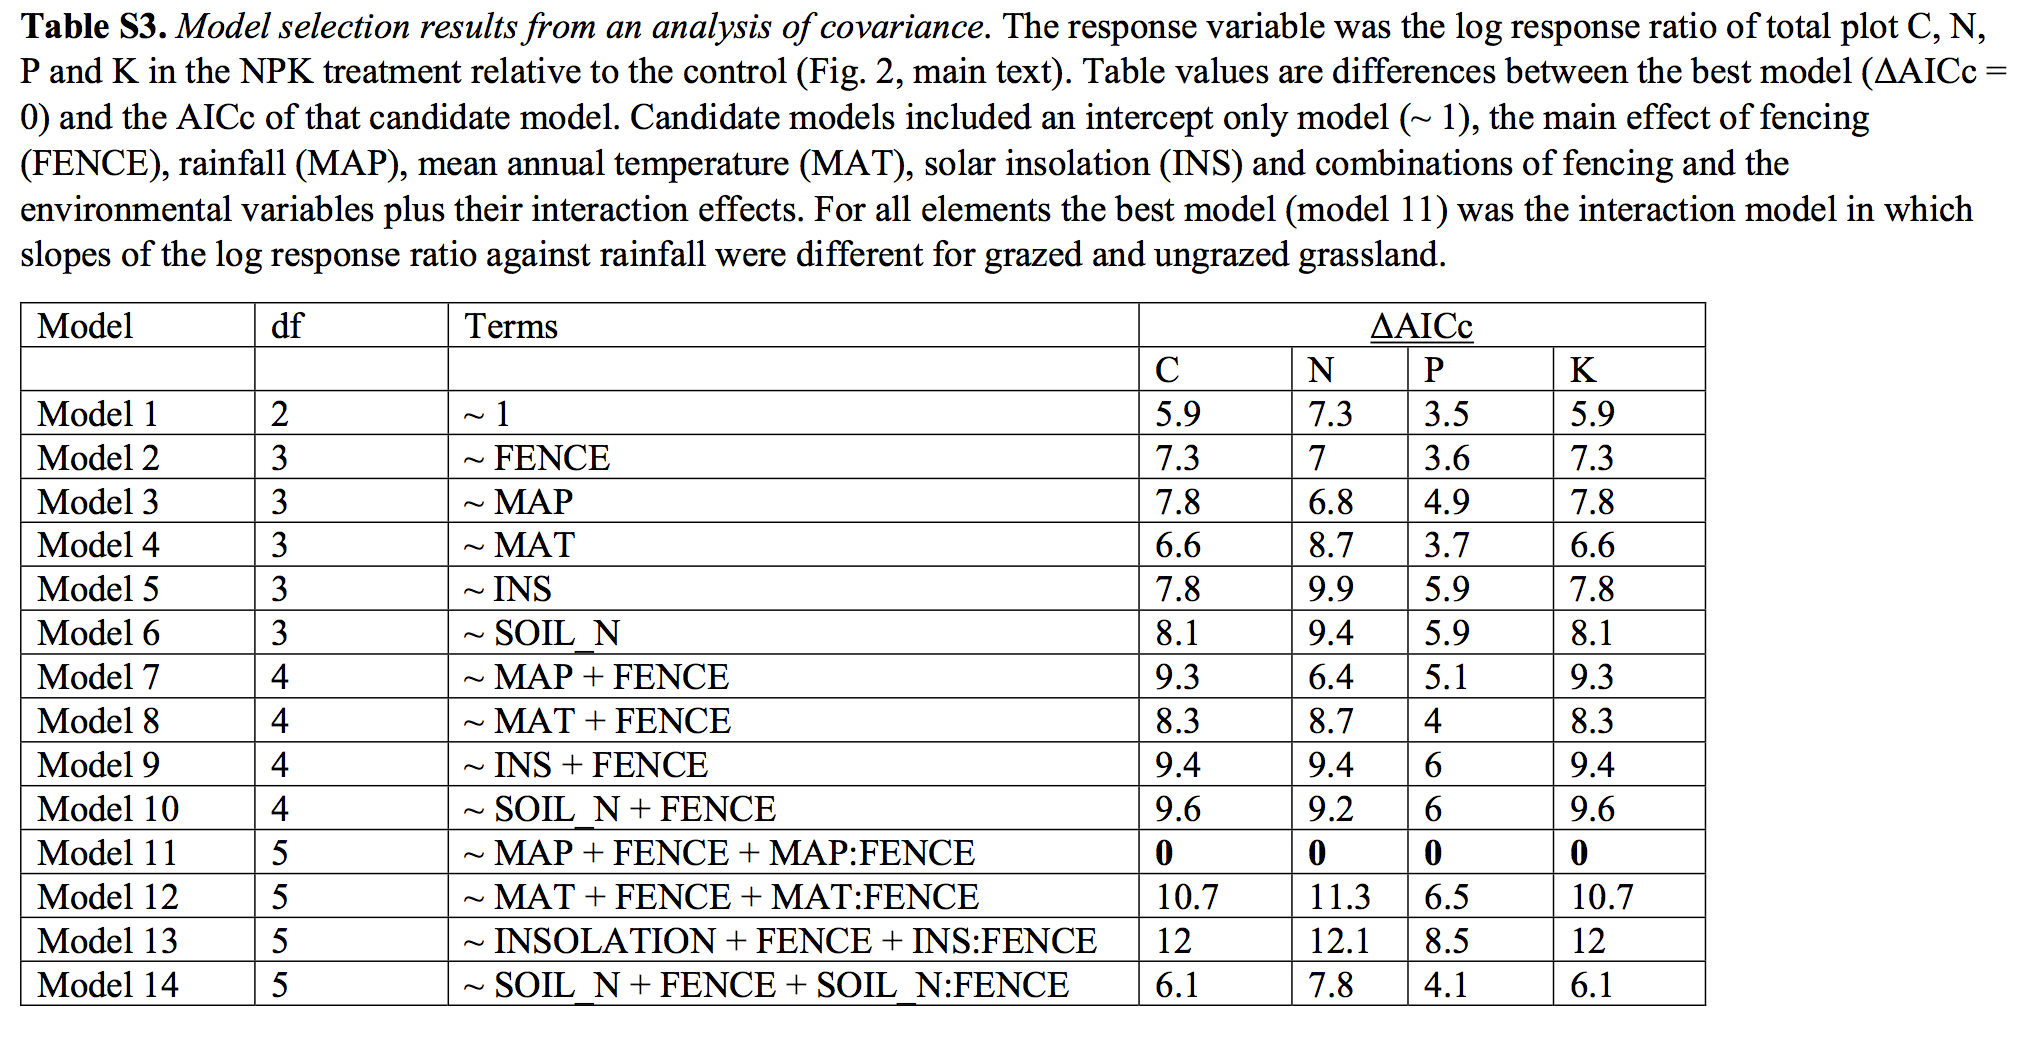 Table S3. Model selection results from an analysis of covariance. The response variable was the log response ratio of total plot C, N,
P and K in the NPK treatment relative to the control (Fig. 2, main text). Table values are differences between the best model (ΔAICc =
0) and the AICc of that candidate model. Candidate models included an intercept only model (~ 1), the main effect of fencing
(FENCE), rainfall (MAP), mean annual temperature (MAT), solar insolation (INS) and combinations of fencing and the
environmental variables plus their interaction effects. For all elements the best model (model 11) was the interaction model in which
slopes of the log response ratio against rainfall were different for grazed and ungrazed grassland.
Model df Terms ΔAICc
C N P K
Model 1 2 ~ 1 5.9 7.3 3.5 5.9
Model 2 3 ~ FENCE 7.3 7 3.6 7.3
Model 3 3 ~ MAP 7.8 6.8 4.9 7.8
Model 4 3 ~ MAT 6.6 8.7 3.7 6.6
Model 5 3 ~ INS 7.8 9.9 5.9 7.8
Model 6 3 ~ SOIL_N 8.1 9.4 5.9 8.1
Model 7 4 ~ MAP + FENCE 9.3 6.4 5.1 9.3
Model 8 4 ~ MAT + FENCE 8.3 8.7 4 8.3
Model 9 4 ~ INS + FENCE 9.4 9.4 6 9.4
Model 10 4 ~ SOIL_N + FENCE 9.6 9.2 6 9.6
Model 11 5 ~ MAP + FENCE + MAP:FENCE 0 0 0 0
Model 12 5 ~ MAT + FENCE + MAT:FENCE 10.7 11.3 6.5 10.7
Model 13 5 ~ INSOLATION + FENCE + INS:FENCE 12 12.1 8.5 12
Model 14 5 ~ SOIL_N + FENCE + SOIL_N:FENCE 6.1 7.8 4.1 6.1